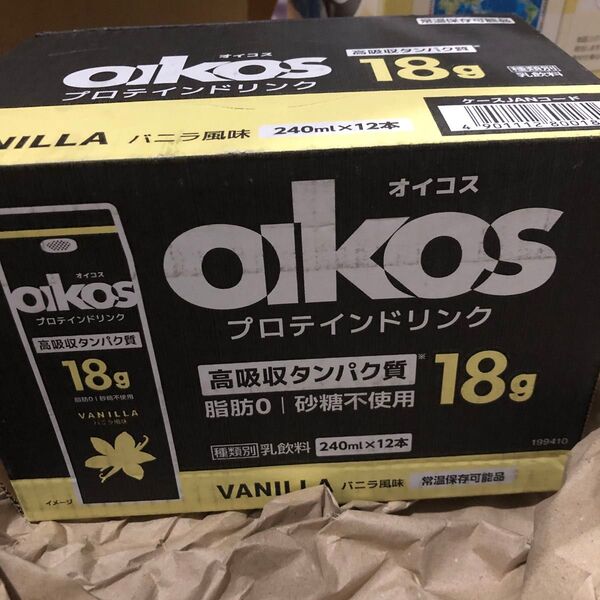 常温保存可能品
オイコス
oikos
プロテインドリンク
高吸収タンパク質※
18g
種類別 乳飲料
ケースJANコード
NILLA バニラ風味 240ml×12本
オイコス
oikos
プロテインドリンク
高吸収タンパク質※
18g
脂肪0 | 砂糖不使用
種類別 乳飲料 240ml×12本
199410
VANILLA バニラ風味 常温保存可能品
オイコス
oikos
プロテインドリンク
高吸収タンパク質
18g
脂肪0 | 砂糖不使用
VANILLA
バニラ風味
イメージ